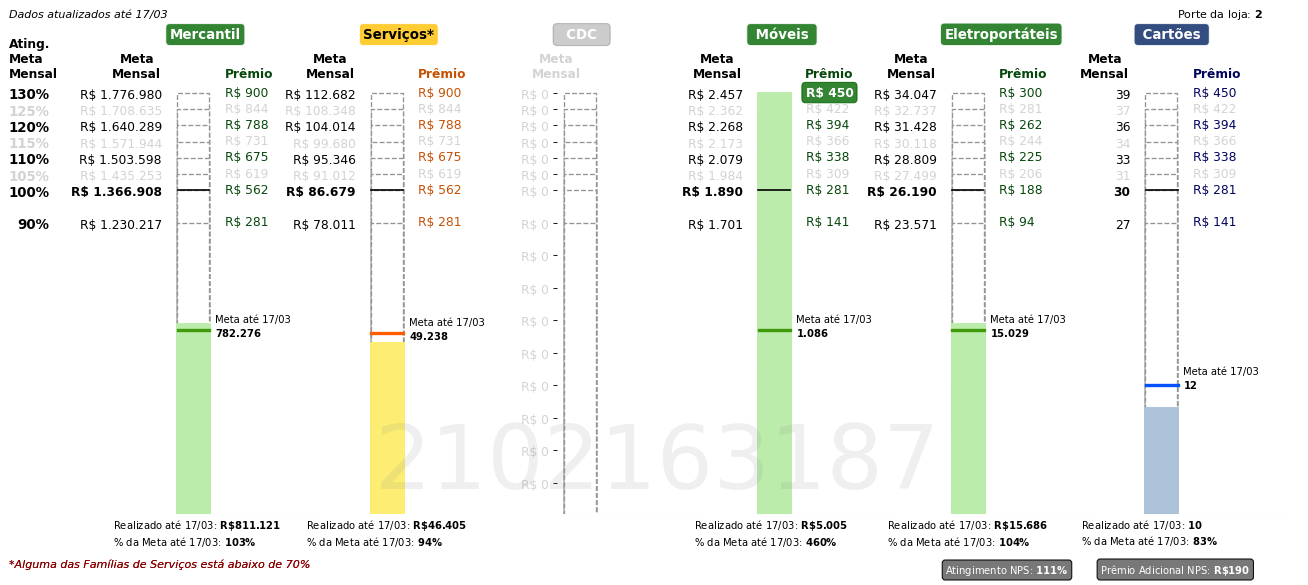 Dados atualizados até 17/03
Porte da loja: 2
Mercantil Serviços* CDC Móveis Eletroportáteis Cartões
Ating. Meta Mensal
Meta Mensal Prêmio Meta Mensal Prêmio Meta Mensal Meta Mensal Prêmio Meta Mensal Prêmio Meta Mensal Prêmio
130% R$ 1.776.980 R$ 900 R$ 112.682 R$ 900 R$ 0 R$ 2.457 R$ 450 R$ 34.047 R$ 300 39 R$ 450
125% R$ 1.708.635 R$ 844 R$ 108.348 R$ 844 R$ 0 R$ 2.362 R$ 422 R$ 32.737 R$ 281 37 R$ 422
120% R$ 1.640.289 R$ 788 R$ 104.014 R$ 788 R$ 0 R$ 2.268 R$ 394 R$ 31.428 R$ 262 36 R$ 394
115% R$ 1.571.944 R$ 731 R$ 99.680 R$ 731 R$ 0 R$ 2.173 R$ 366 R$ 30.118 R$ 244 34 R$ 366
110% R$ 1.503.598 R$ 675 R$ 95.346 R$ 675 R$ 0 R$ 2.079 R$ 338 R$ 28.809 R$ 225 33 R$ 338
105% R$ 1.435.253 R$ 619 R$ 91.012 R$ 619 R$ 0 R$ 1.984 R$ 309 R$ 27.499 R$ 206 31 R$ 309
100% R$ 1.366.908 R$ 562 R$ 86.679 R$ 562 R$ 0 R$ 1.890 R$ 281 R$ 26.190 R$ 188 30 R$ 281
90% R$ 1.230.217 R$ 281 R$ 78.011 R$ 281 R$ 0 R$ 1.701 R$ 141 R$ 23.571 R$ 94 27 R$ 141
R$ 0
R$ 0
R$ 0
R$ 0
R$ 0
R$ 0
R$ 0
R$ 0
Meta até 17/03 Meta até 17/03 Meta até 17/03 Meta até 17/03
782.276 49.238 1.086 15.029
Meta até 17/03
12
2102163187
Realizado até 17/03: R$811.121 Realizado até 17/03: R$46.405 Realizado até 17/03: R$5.005 Realizado até 17/03: R$15.686 Realizado até 17/03: 10
% da Meta até 17/03: 103% % da Meta até 17/03: 94% % da Meta até 17/03: 460% % da Meta até 17/03: 104% % da Meta até 17/03: 83%
*Alguma das Famílias de Serviços está abaixo de 70%
Atingimento NPS: 111% Prêmio Adicional NPS: R$190